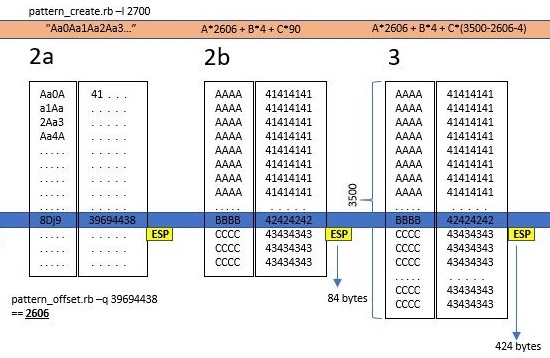 pattern_create.rb –l 2700
"Aa0Aa1Aa2Aa3..." A*2606 + B*4 + C*90 A*2606 + B*4 + C*(3500-2606-4)
2a 2b 3
Aa0A 41 . . . AAAA 41414141 AAAA 41414141
a1Aa . . . . . AAAA 41414141 AAAA 41414141
2Aa3 . . . . . AAAA 41414141 AAAA 41414141
Aa4A . . . . . AAAA 41414141 AAAA 41414141
. . . . . . . . . . AAAA 41414141 AAAA 41414141
. . . . . . . . . . AAAA 41414141 AAAA 41414141
. . . . . . . . . . AAAA 41414141 AAAA 41414141
. . . . . . . . . . . . . . . . . . . . 3500 . . . . . . . . . .
8Dj9 39694438 BBBB 42424242 BBBB 42424242
. . . . . . . . . . ESP CCCC 43434343 ESP CCCC 43434343 ESP
. . . . . . . . . . CCCC 43434343 CCCC 43434343
. . . . . . . . . . CCCC 43434343 CCCC 43434343
. . . . . . . . . .
CCCC 43434343
CCCC 43434343
pattern_offset.rb –q 39694438
== 2606
84 bytes
424 bytes